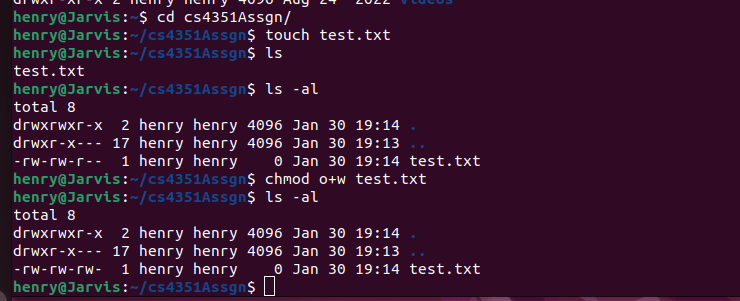 drwxr-xr-x 2 henry henry 4096 Aug 24 2022 Videos
henry@Jarvis:~$ cd cs4351Assgn/
henry@Jarvis:~/cs4351Assgn$ touch test.txt
henry@Jarvis:~/cs4351Assgn$ ls
test.txt
henry@Jarvis:~/cs4351Assgn$ ls -al
total 8
drwxrwxr-x  2 henry henry 4096 Jan 30 19:14 .
drwxr-x--- 17 henry henry 4096 Jan 30 19:13 ..
-rw-rw-r--  1 henry henry    0 Jan 30 19:14 test.txt
henry@Jarvis:~/cs4351Assgn$ chmod o+w test.txt
henry@Jarvis:~/cs4351Assgn$ ls -al
total 8
drwxrwxr-x  2 henry henry 4096 Jan 30 19:14 .
drwxr-x--- 17 henry henry 4096 Jan 30 19:13 ..
-rw-rw-rw-  1 henry henry    0 Jan 30 19:14 test.txt
henry@Jarvis:~/cs4351Assgn$